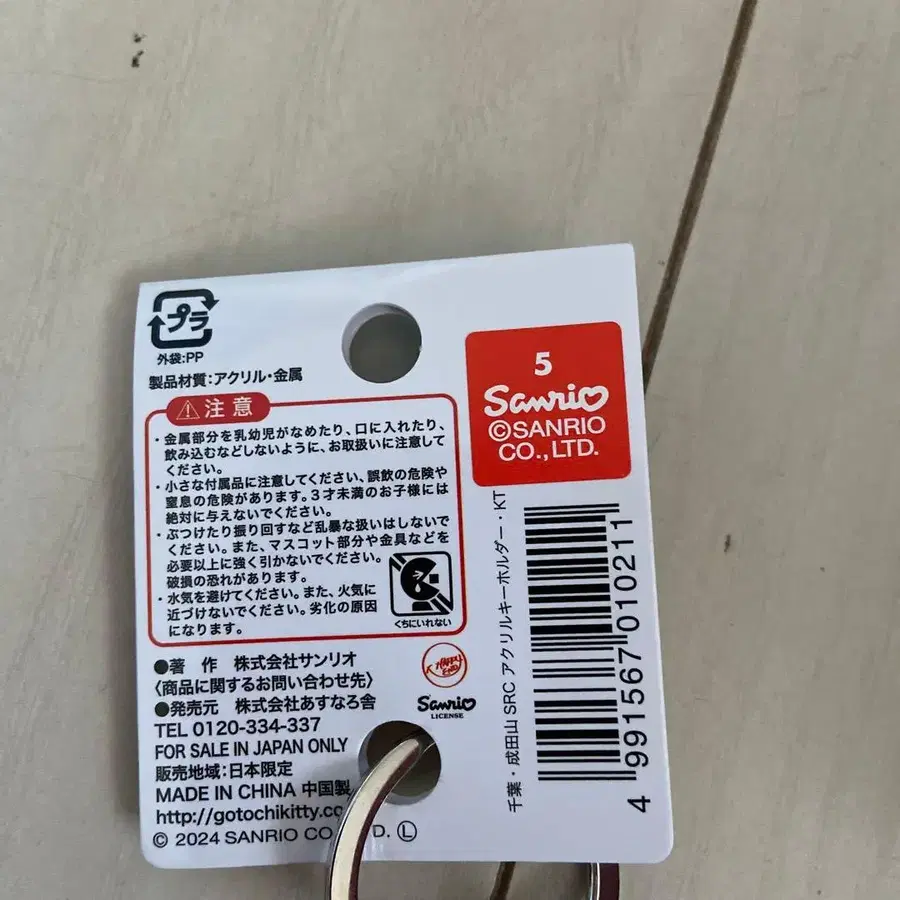 プラ
外袋:PP
製品材質:アクリル・金属
注意
・金属部分を乳幼児がなめたり、口に入れたり、
飲み込むなどしないように、お取扱いに注意して
ください。
・小さな付属品に注意してください、誤飲の危険や
窒息の危険があります。3才未満のお子様には
絶対に与えないでください。
・ぶつけたり振り回すなど乱暴な扱いはしないで
ください。また、マスコット部分や金具などを
必要以上に強く引かないでください。
破損の恐れがあります。
・水気を避けてください。また、火気に
近づけないでください。劣化の原因
になります。
くちにいれない
●著 作 株式会社サンリオ
〈商品に関するお問い合わせ先〉
●発売元 株式会社あすなろ舎
TEL 0120-334-337
FOR SALE IN JAPAN ONLY
販売地域:日本限定
MADE IN CHINA 中国製
http://gotochikitty.co
© 2024 SANRIO CO., LTD. Ⓛ
Sanrio
LICENSE
5
Sanrio
©SANRIO
CO.,LTD.
千葉・成田山 SRC アクリルキーホルダー・KT
4 991567 010211